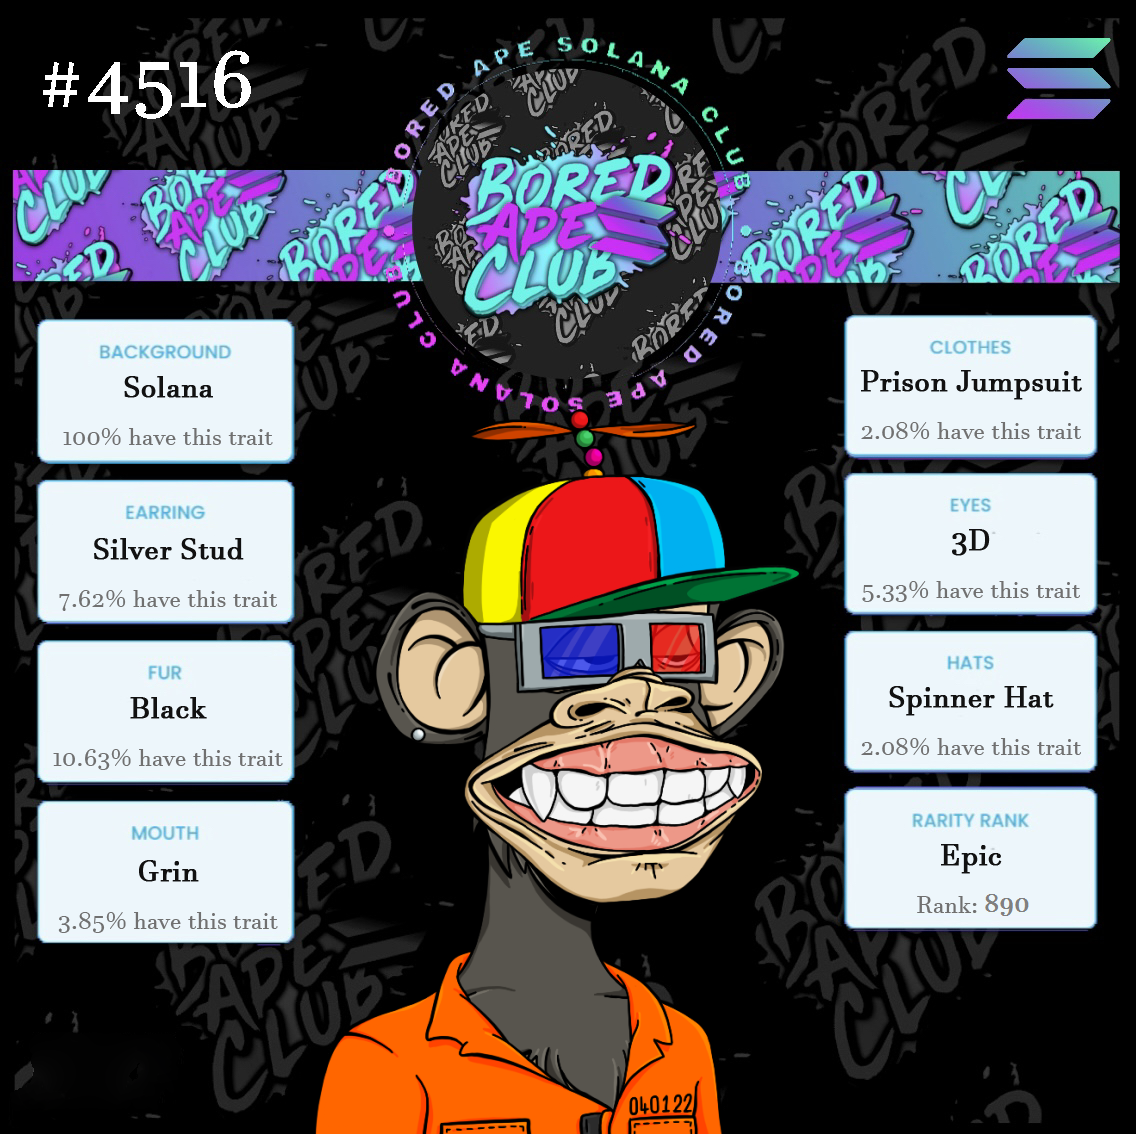 #4516
BORED APE SOLANA CLUB
BORED APE SOLANA CLUB
BORED
APE
CLUB
BACKGROUND
Solana
100% have this trait
EARRING
Silver Stud
7.62% have this trait
FUR
Black
10.63% have this trait
MOUTH
Grin
3.85% have this trait
CLOTHES
Prison Jumpsuit
2.08% have this trait
EYES
3D
5.33% have this trait
HATS
Spinner Hat
2.08% have this trait
RARITY RANK
Epic
Rank: 890
040122